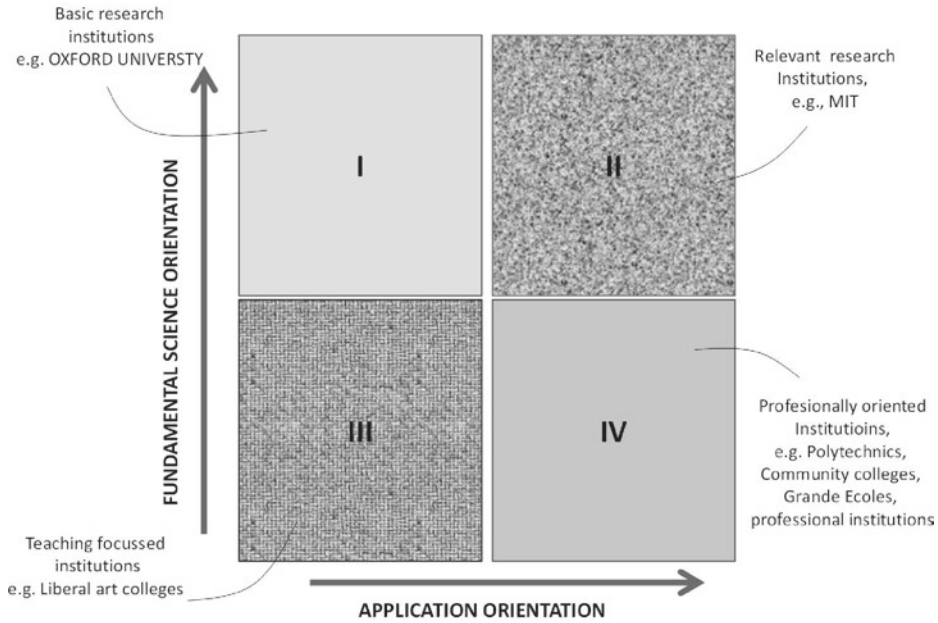 Basic research
institutions
e.g. OXFORD UNIVERSTY
Relevant research
Institutions,
e.g., MIT
FUNDAMENTAL SCIENCE ORIENTATION
I
II
III
IV
Profesionally oriented
Institutioins,
e.g. Polytechnics,
Community colleges,
Grande Ecoles,
professional institutions
Teaching focussed
institutions
e.g. Liberal art colleges
APPLICATION ORIENTATION